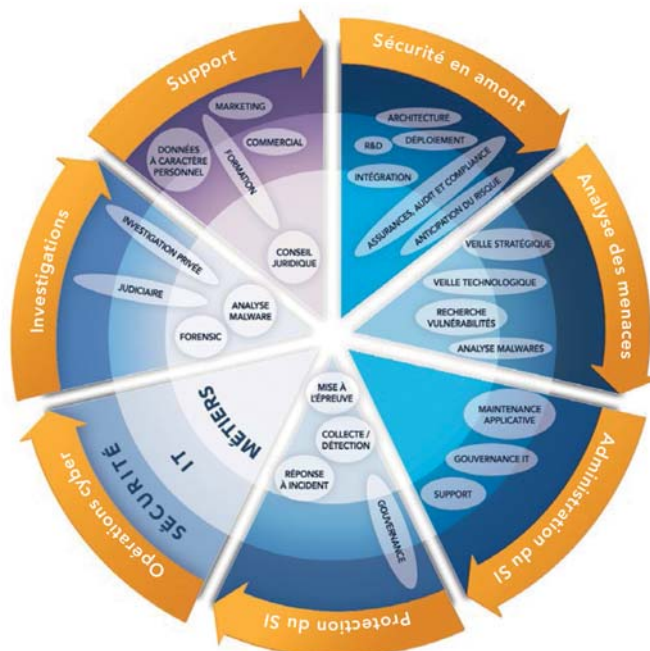 Support
MARKETING
DONNÉES
À CARACTÈRE
PERSONNEL
FORMATION
COMMERCIAL
CONSEIL
JURIDIQUE
Sécurité en amont
ARCHITECTURE
R&D
DÉPLOIEMENT
INTÉGRATION
ASSURANCES, AUDIT ET COMPLIANCE
ANTICIPATION DU RISQUE
Analyse des menaces
VEILLE STRATÉGIQUE
VEILLE TECHNOLOGIQUE
RECHERCHE
VULNÉRABILITÉS
ANALYSE MALWARES
Administration du SI
MAINTENANCE
APPLICATIVE
GOUVERNANCE IT
SUPPORT
Protection du SI
MISE À
L'ÉPREUVE
COLLECTE /
DÉTECTION
RÉPONSE
À INCIDENT
GOUVERNANCE
Opérations cyber
MÉTIERS
IT
SÉCURITÉ
Investigations
INVESTIGATION PRIVÉE
JUDICIAIRE
ANALYSE
MALWARE
FORENSIC